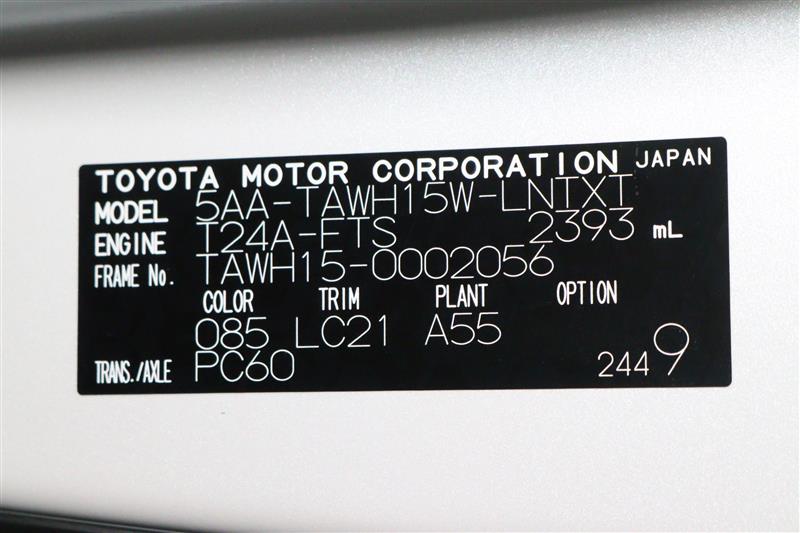 TOYOTA MOTOR CORPORATION JAPAN
MODEL 5AA-TAWH15W-LNTXT
ENGINE T24A-FTS 2393 mL
FRAME No. TAWH15-0002056
COLOR TRIM PLANT OPTION
085 LC21 A55
TRANS./AXLE PC60 2449